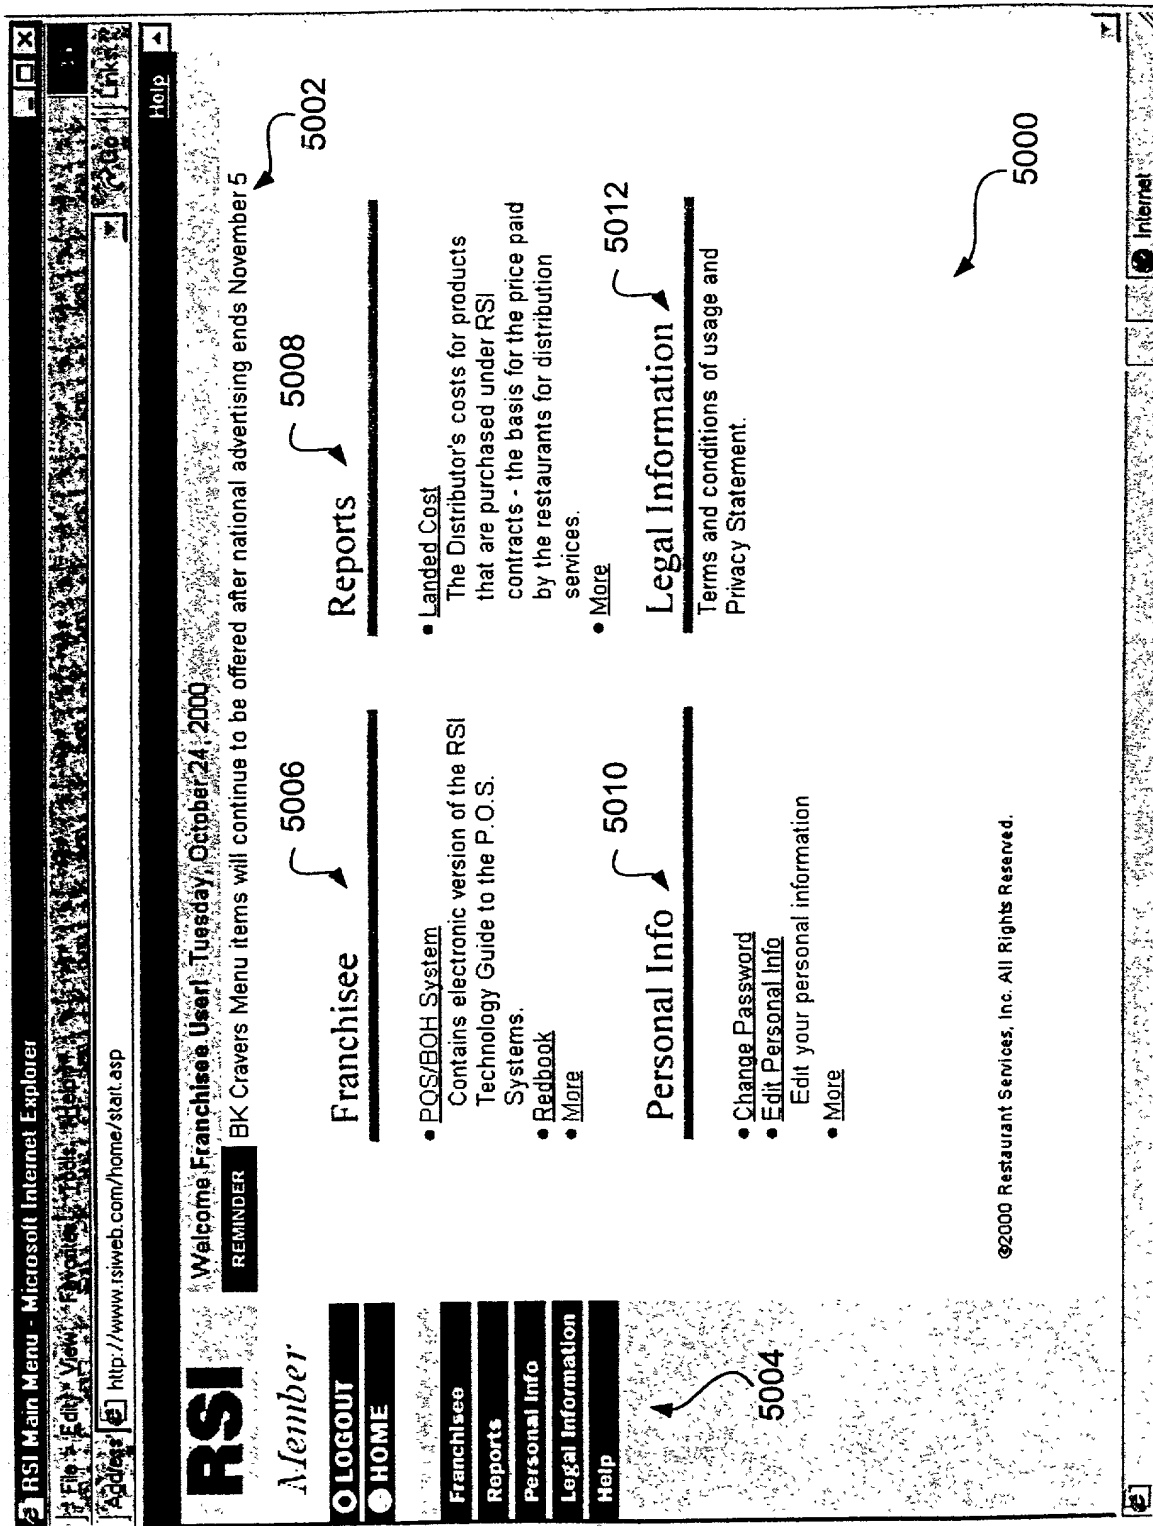 RSI Main Menu - Microsoft Internet Explorer
File Edit View Favorites Tools Help
Address http://www.rsiweb.com/home/start.asp Go Links
Help
RSI
Member
LOGOUT
HOME
Franchisee
Reports
Personal Info
Legal Information
Help
5004
Welcome Franchisee User! Tuesday, October 24, 2000
REMINDER BK Cravers Menu items will continue to be offered after national advertising ends November 5
5002
5006
Franchisee
• POS/BOH System
Contains electronic version of the RSI
Technology Guide to the P.O.S.
Systems.
• Redbook
• More
5008
Reports
• Landed Cost
The Distributor's costs for products
that are purchased under RSI
contracts - the basis for the price paid
by the restaurants for distribution
services.
• More
5010
Personal Info
• Change Password
• Edit Personal Info
Edit your personal information
• More
5012
Legal Information
Terms and conditions of usage and
Privacy Statement.
5000
©2000 Restaurant Services, Inc. All Rights Reserved.
Internet